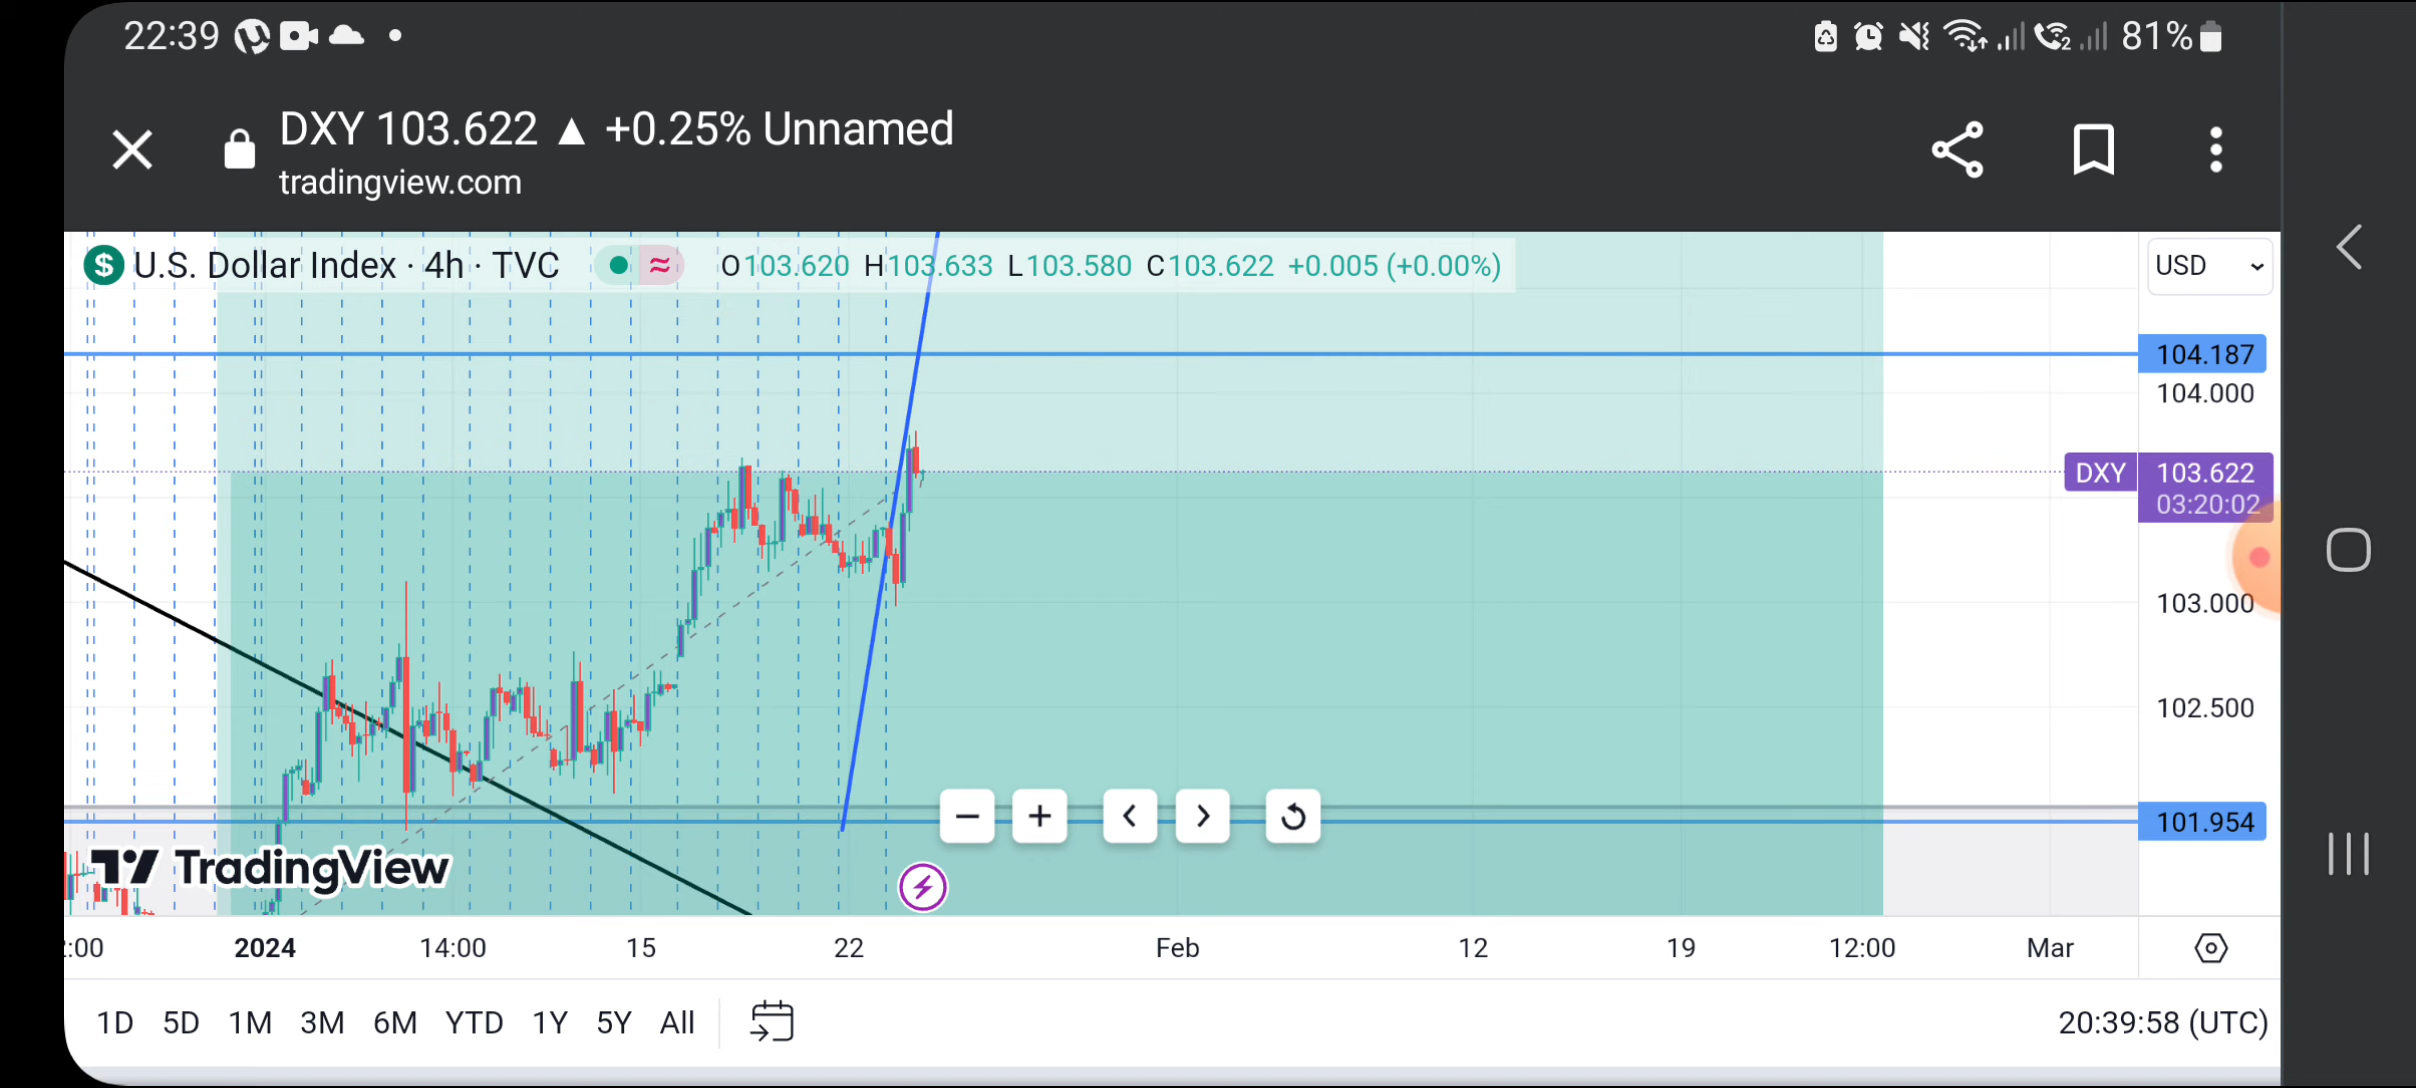 22:39
81%
DXY 103.622 ▲ +0.25% Unnamed
tradingview.com
U.S. Dollar Index · 4h · TVC
O103.620 H103.633 L103.580 C103.622 +0.005 (+0.00%)
USD
104.187
104.000
DXY 103.622
03:20:02
103.000
102.500
101.954
TradingView
:00 2024 14:00 15 22 Feb 12 19 12:00 Mar
1D 5D 1M 3M 6M YTD 1Y 5Y All
20:39:58 (UTC)